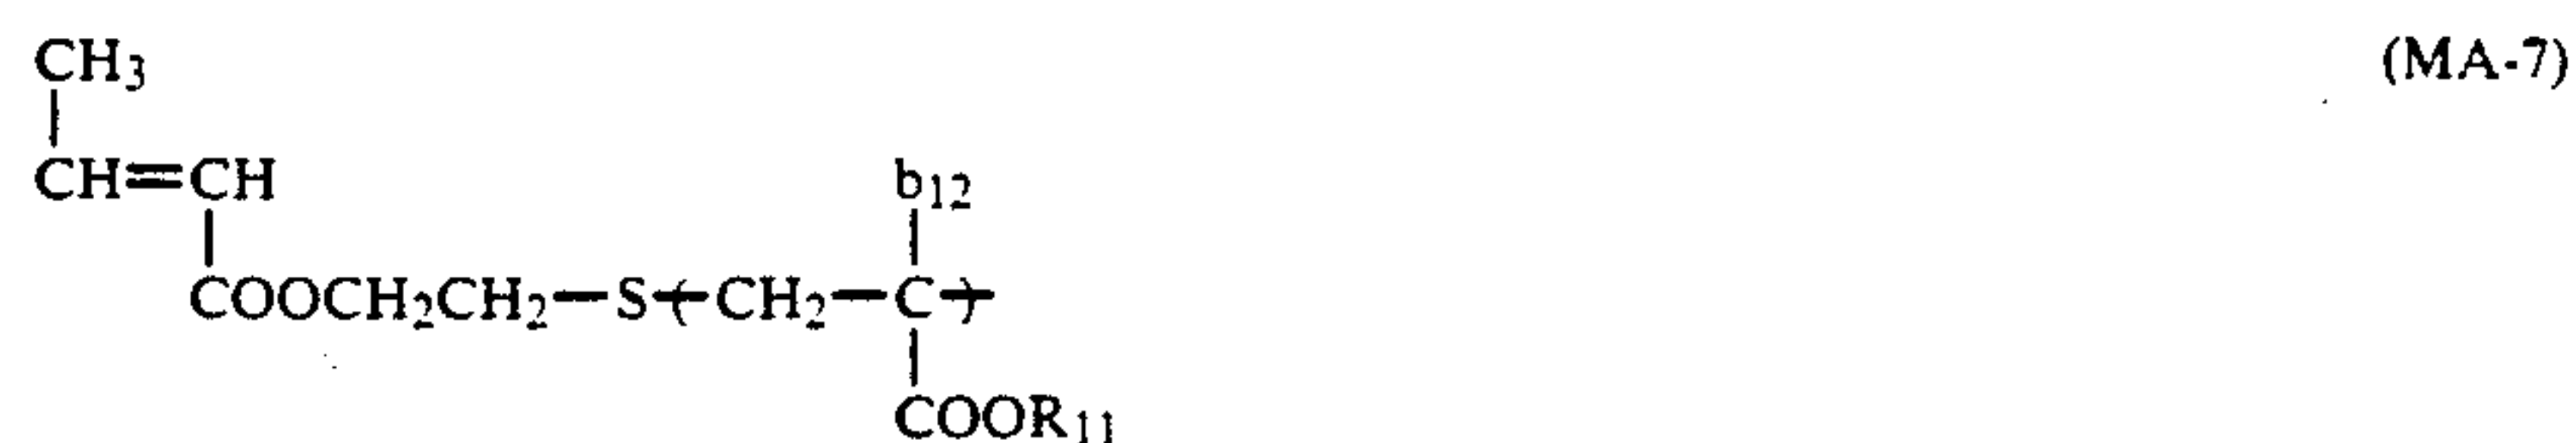 CH3 (MA-7)
CH=CH b12
COOCH2CH2—S—(CH2—C)—
COOR11